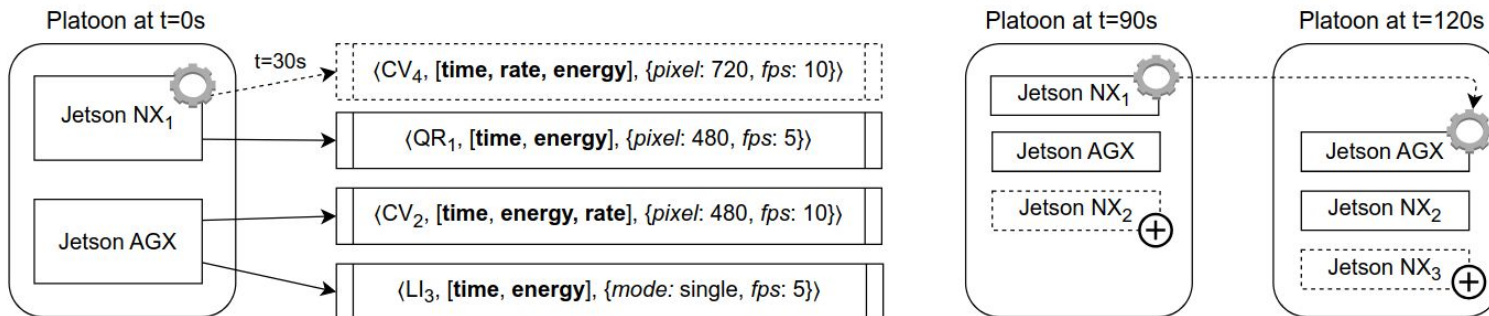 Platoon at t=0s
Jetson NX₁
Jetson AGX
t=30s
⟨CV₄, [time, rate, energy], {pixel: 720, fps: 10}⟩
⟨QR₁, [time, energy], {pixel: 480, fps: 5}⟩
⟨CV₂, [time, energy, rate], {pixel: 480, fps: 10}⟩
⟨LI₃, [time, energy], {mode: single, fps: 5}⟩
Platoon at t=90s
Jetson NX₁
Jetson AGX
Jetson NX₂
Platoon at t=120s
Jetson AGX
Jetson NX₂
Jetson NX₃